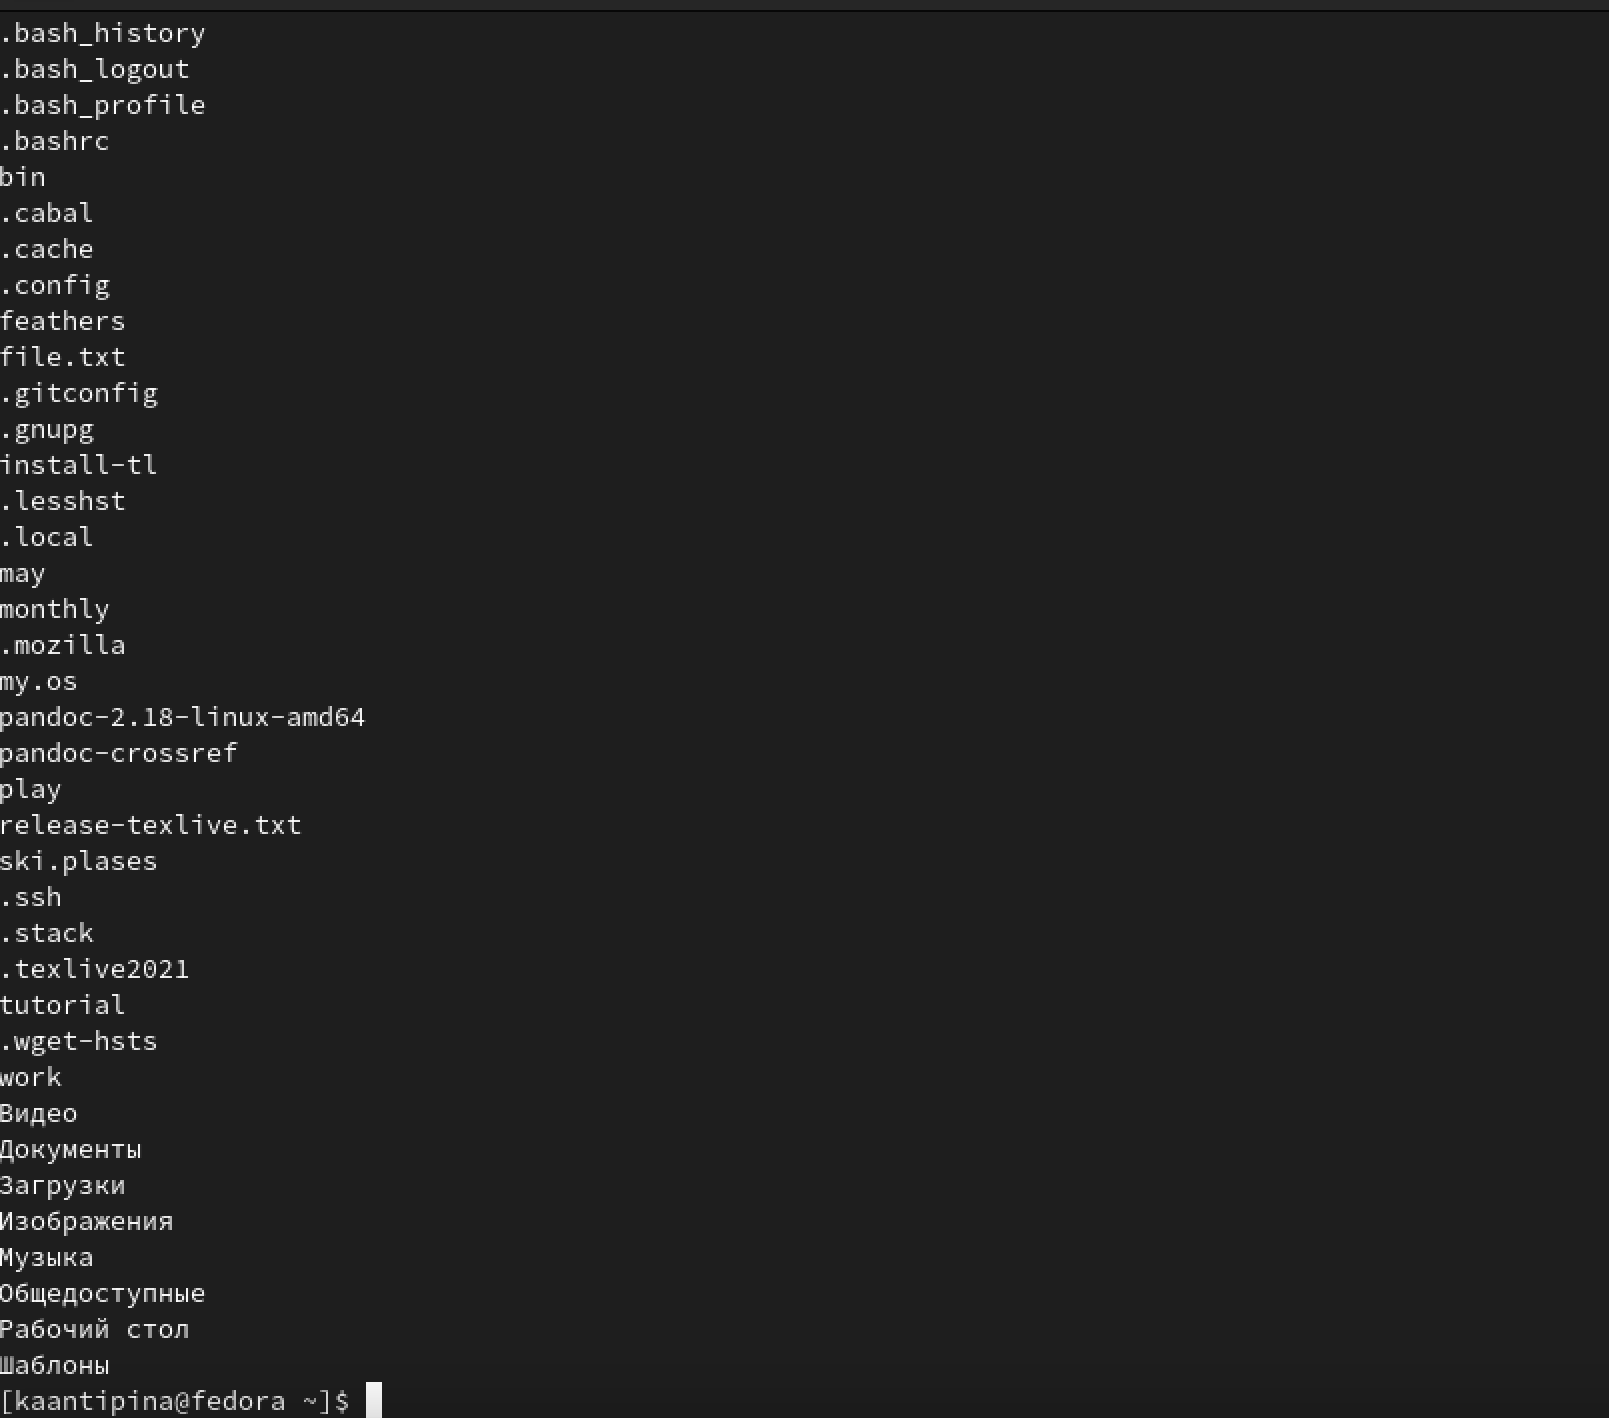 .bash_history
.bash_logout
.bash_profile
.bashrc
bin
.cabal
.cache
.config
feathers
file.txt
.gitconfig
.gnupg
install-tl
.lesshst
.local
may
monthly
.mozilla
my.os
pandoc-2.18-linux-amd64
pandoc-crossref
play
release-texlive.txt
ski.plases
.ssh
.stack
.texlive2021
tutorial
.wget-hsts
work
Видео
Документы
Загрузки
Изображения
Музыка
Общедоступные
Рабочий стол
Шаблоны
[kaantipina@fedora ~]$